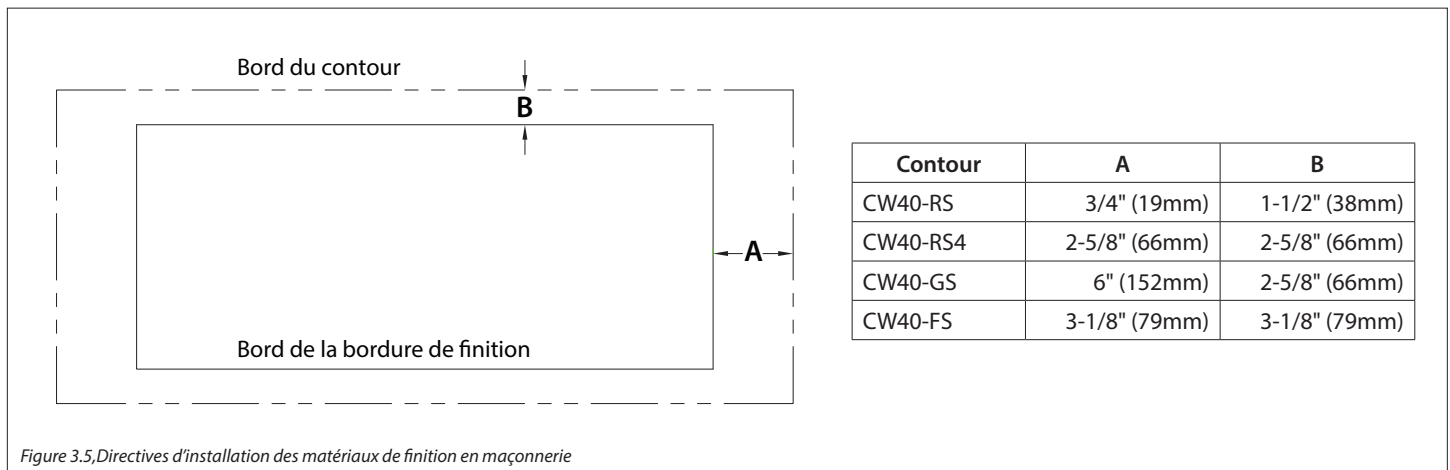 Bord du contour
B
A
Bord de la bordure de finition
Contour A B
CW40-RS 3/4" (19mm) 1-1/2" (38mm)
CW40-RS4 2-5/8" (66mm) 2-5/8" (66mm)
CW40-GS 6" (152mm) 2-5/8" (66mm)
CW40-FS 3-1/8" (79mm) 3-1/8" (79mm)
Figure 3.5,Directives d'installation des matériaux de finition en maçonnerie